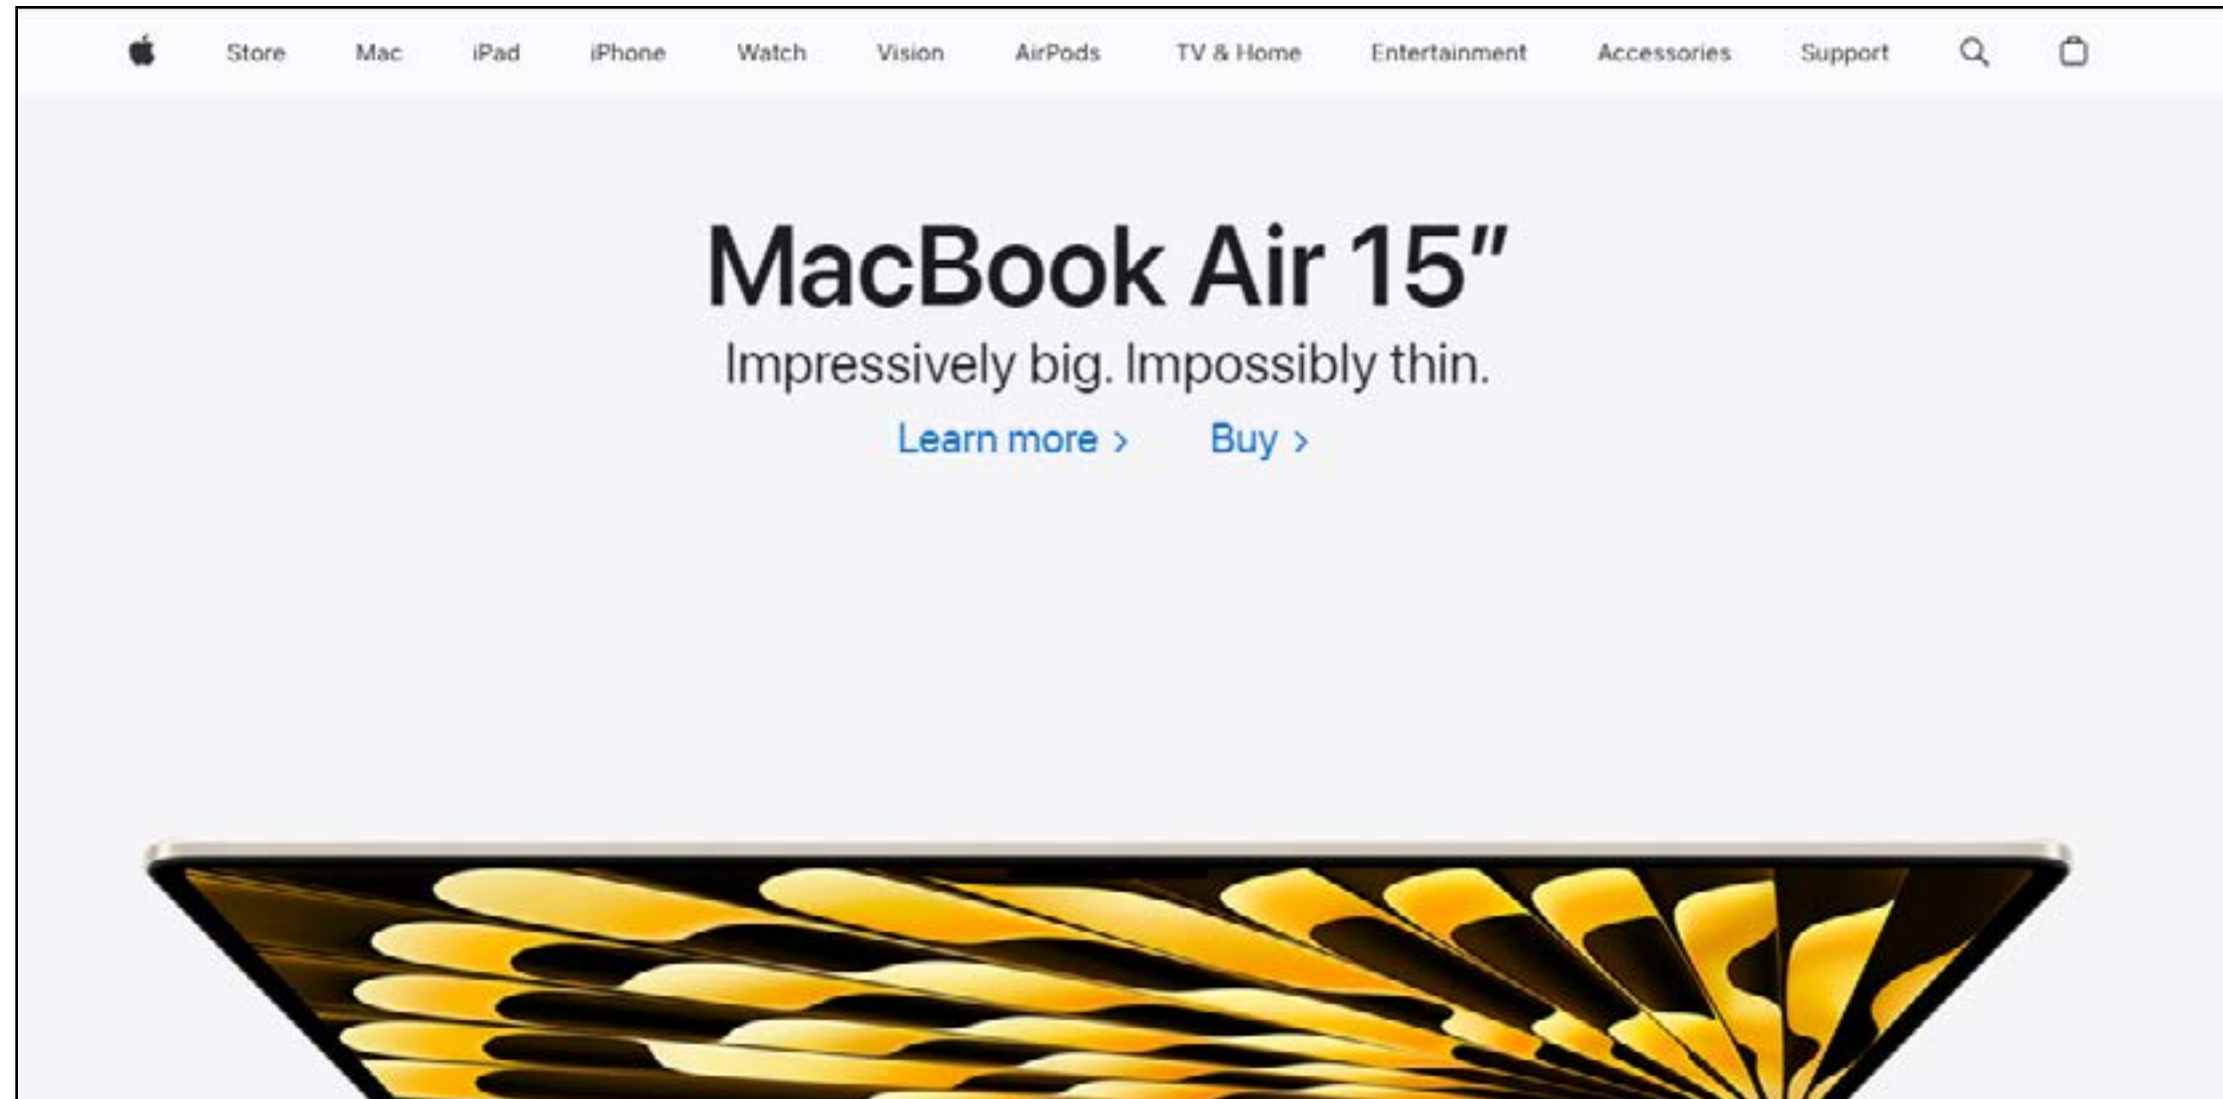 Store Mac iPad iPhone Watch Vision AirPods TV & Home Entertainment Accessories Support
MacBook Air 15″
Impressively big. Impossibly thin.
Learn more > Buy >